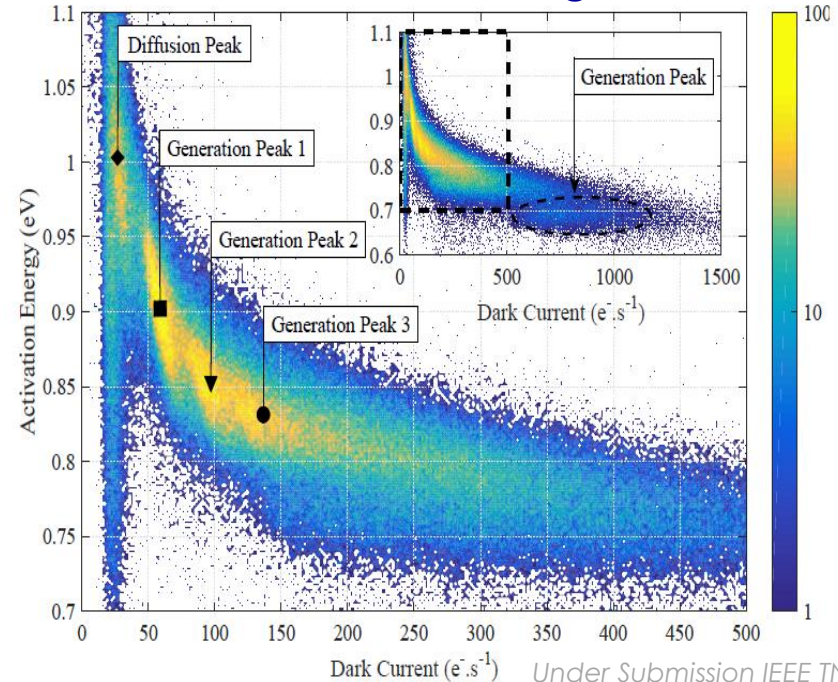 1.1
1.05
1
0.95
0.9
0.85
0.8
0.75
0.7
Activation Energy (eV)
Diffusion Peak
Generation Peak 1
Generation Peak 2
Generation Peak 3
1.1
1
0.9
0.8
0.7
0.6
Generation Peak
0 500 1000 1500
Dark Current (e⁻.s⁻¹)
100
10
1
0 50 100 150 200 250 300 350 400 450 500
Dark Current (e⁻.s⁻¹)
Under Submission IEEE